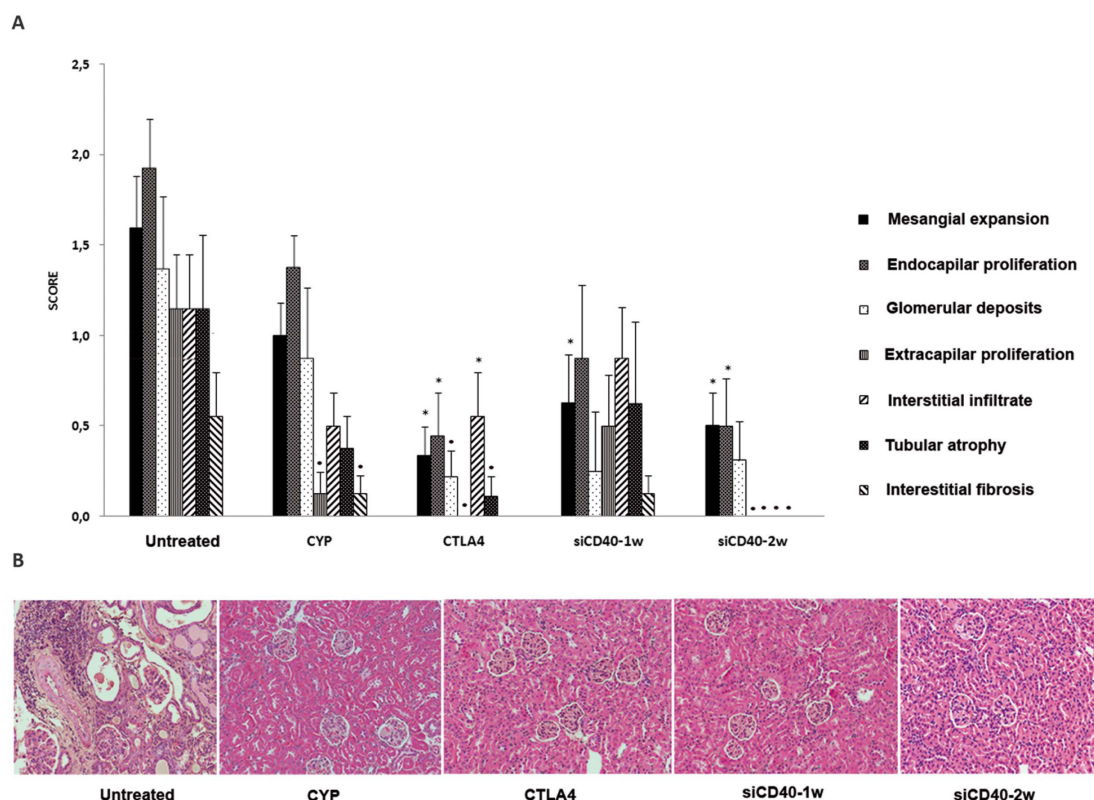 A
2,5
2,0
1,5
1,0
0,5
0,0
SCORE
Untreated
CYP
CTLA4
siCD40-1w
siCD40-2w
Mesangial expansion
Endocapilar proliferation
Glomerular deposits
Extracapilar proliferation
Interstitial infiltrate
Tubular atrophy
Interestitial fibrosis
B
Untreated
CYP
CTLA4
siCD40-1w
siCD40-2w